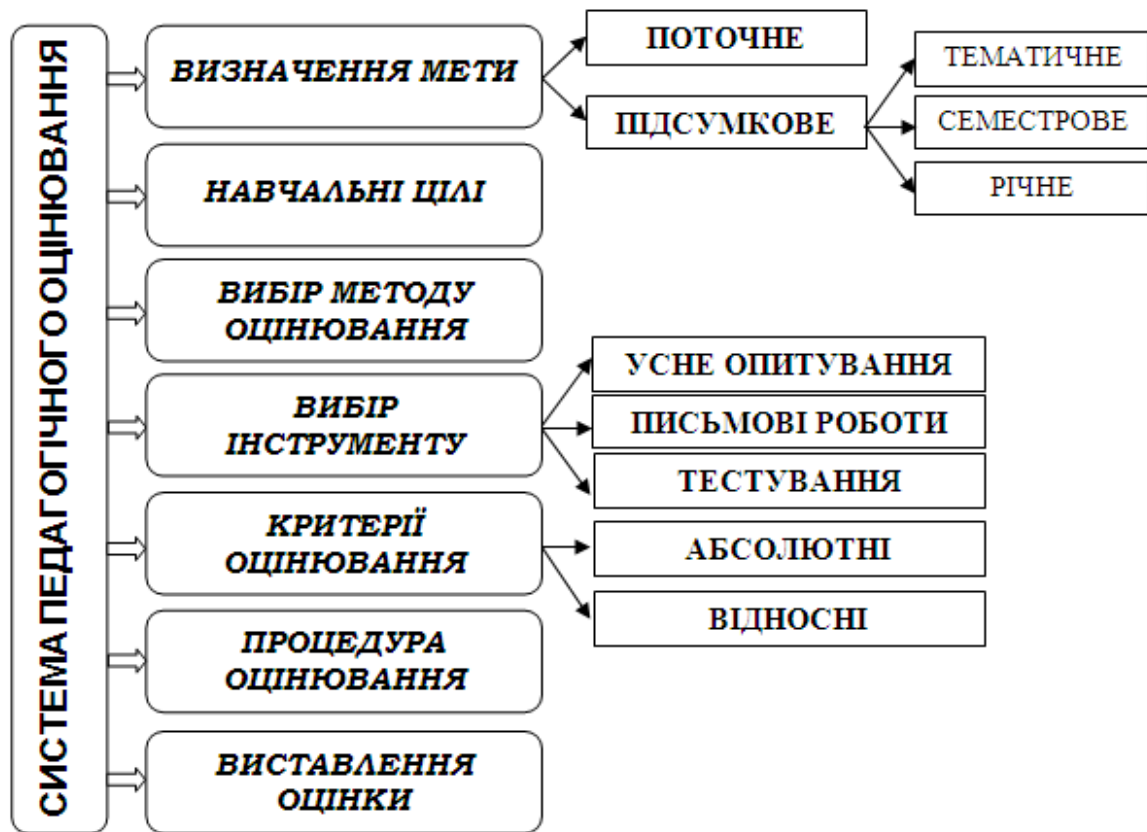 СИСТЕМА ПЕДАГОГІЧНОГО ОЦІНЮВАННЯ
ВИЗНАЧЕННЯ МЕТИ
ПОТОЧНЕ
ПІДСУМКОВЕ
ТЕМАТИЧНЕ
СЕМЕСТРОВЕ
РІЧНЕ
НАВЧАЛЬНІ ЦІЛІ
ВИБІР МЕТОДУ
ОЦІНЮВАННЯ
ВИБІР
ІНСТРУМЕНТУ
УСНЕ ОПИТУВАННЯ
ПИСЬМОВІ РОБОТИ
ТЕСТУВАННЯ
КРИТЕРІЇ
ОЦІНЮВАННЯ
АБСОЛЮТНІ
ВІДНОСНІ
ПРОЦЕДУРА
ОЦІНЮВАННЯ
ВИСТАВЛЕННЯ
ОЦІНКИ